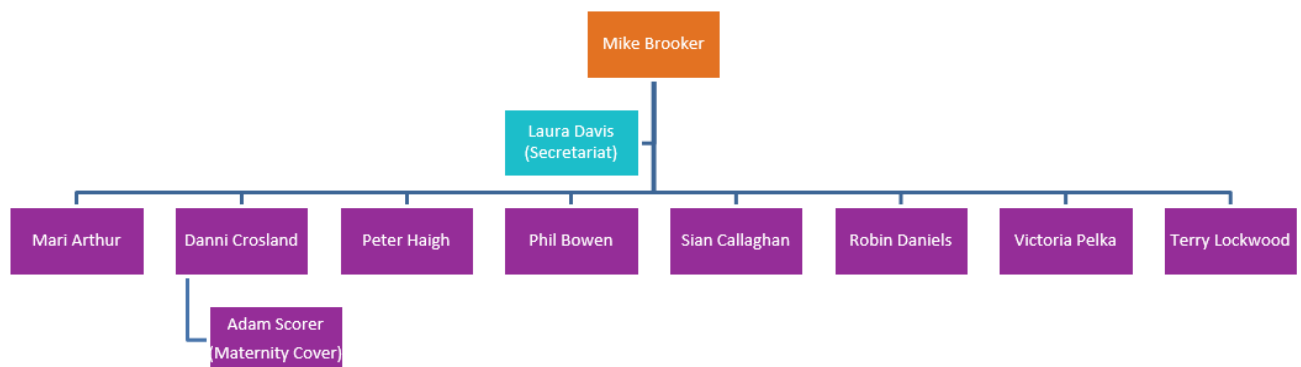 Mike Brooker
Laura Davis
(Secretariat)
Mari Arthur
Danni Crosland
Peter Haigh
Phil Bowen
Sian Callaghan
Robin Daniels
Victoria Pelka
Terry Lockwood
Adam Scorer
(Maternity Cover)